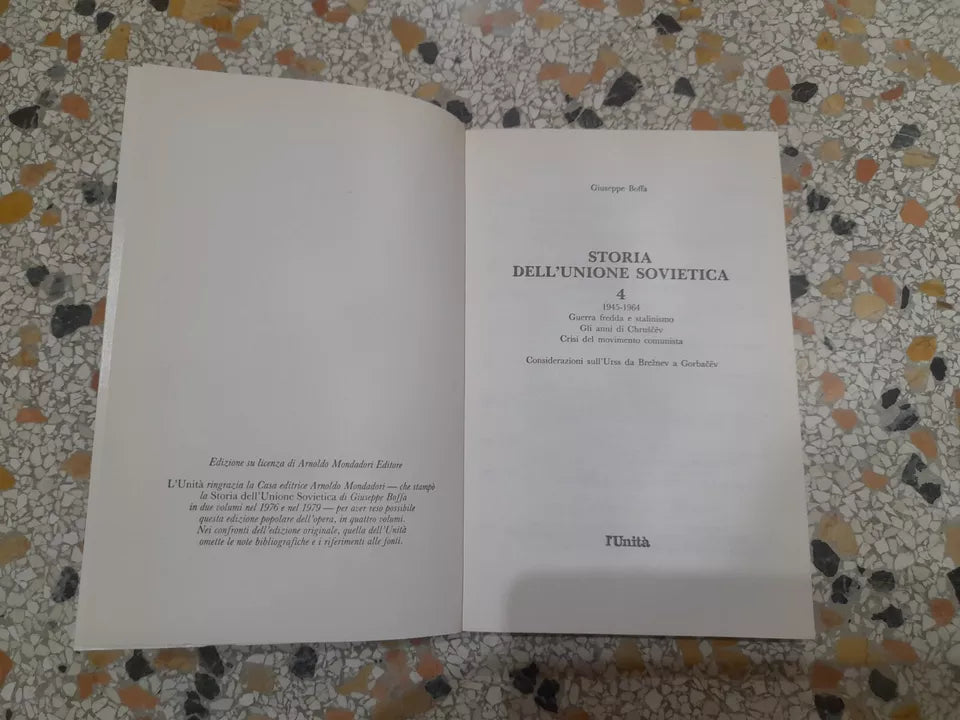 Edizione su licenza di Arnoldo Mondadori Editore
L'Unità ringrazia la Casa editrice Arnoldo Mondadori — che stampò
la Storia dell'Unione Sovietica di Giuseppe Boffa
in due volumi nel 1976 e nel 1979 — per aver reso possibile
questa edizione popolare dell'opera, in quattro volumi.
Nei confronti dell'edizione originale, quella dell'Unità
omette le note bibliografiche e i riferimenti alle fonti.
Giuseppe Boffa
STORIA
DELL'UNIONE SOVIETICA
4
1945-1964
Guerra fredda e stalinismo
Gli anni di Chruščëv
Crisi del movimento comunista
Considerazioni sull'Urss da Brežnev a Gorbačëv
l'Unità